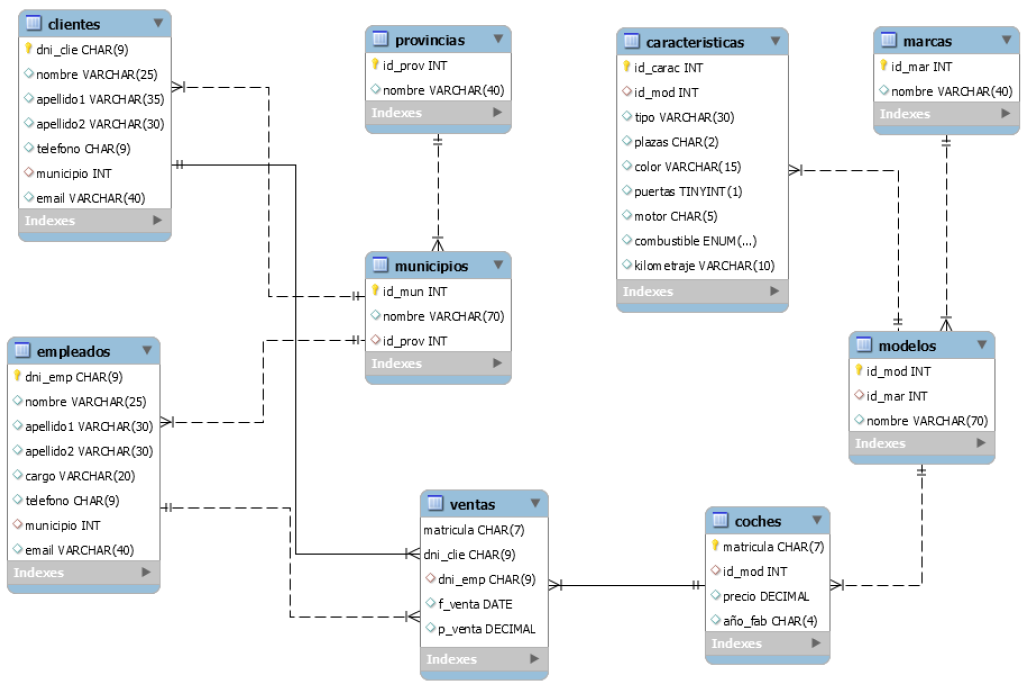 clientes
dni_clie CHAR(9)
nombre VARCHAR(25)
apellido1 VARCHAR(35)
apellido2 VARCHAR(30)
telefono CHAR(9)
municipio INT
email VARCHAR(40)
Indexes
provincias
id_prov INT
nombre VARCHAR(40)
Indexes
caracteristicas
id_carac INT
id_mod INT
tipo VARCHAR(30)
plazas CHAR(2)
color VARCHAR(15)
puertas TINYINT(1)
motor CHAR(5)
combustible ENUM(...)
kilometraje VARCHAR(10)
Indexes
marcas
id_mar INT
nombre VARCHAR(40)
Indexes
municipios
id_mun INT
nombre VARCHAR(70)
id_prov INT
Indexes
empleados
dni_emp CHAR(9)
nombre VARCHAR(25)
apellido1 VARCHAR(30)
apellido2 VARCHAR(30)
cargo VARCHAR(20)
telefono CHAR(9)
municipio INT
email VARCHAR(40)
Indexes
modelos
id_mod INT
id_mar INT
nombre VARCHAR(70)
Indexes
ventas
matricula CHAR(7)
dni_clie CHAR(9)
dni_emp CHAR(9)
f_venta DATE
p_venta DECIMAL
Indexes
coches
matricula CHAR(7)
id_mod INT
precio DECIMAL
año_fab CHAR(4)
Indexes